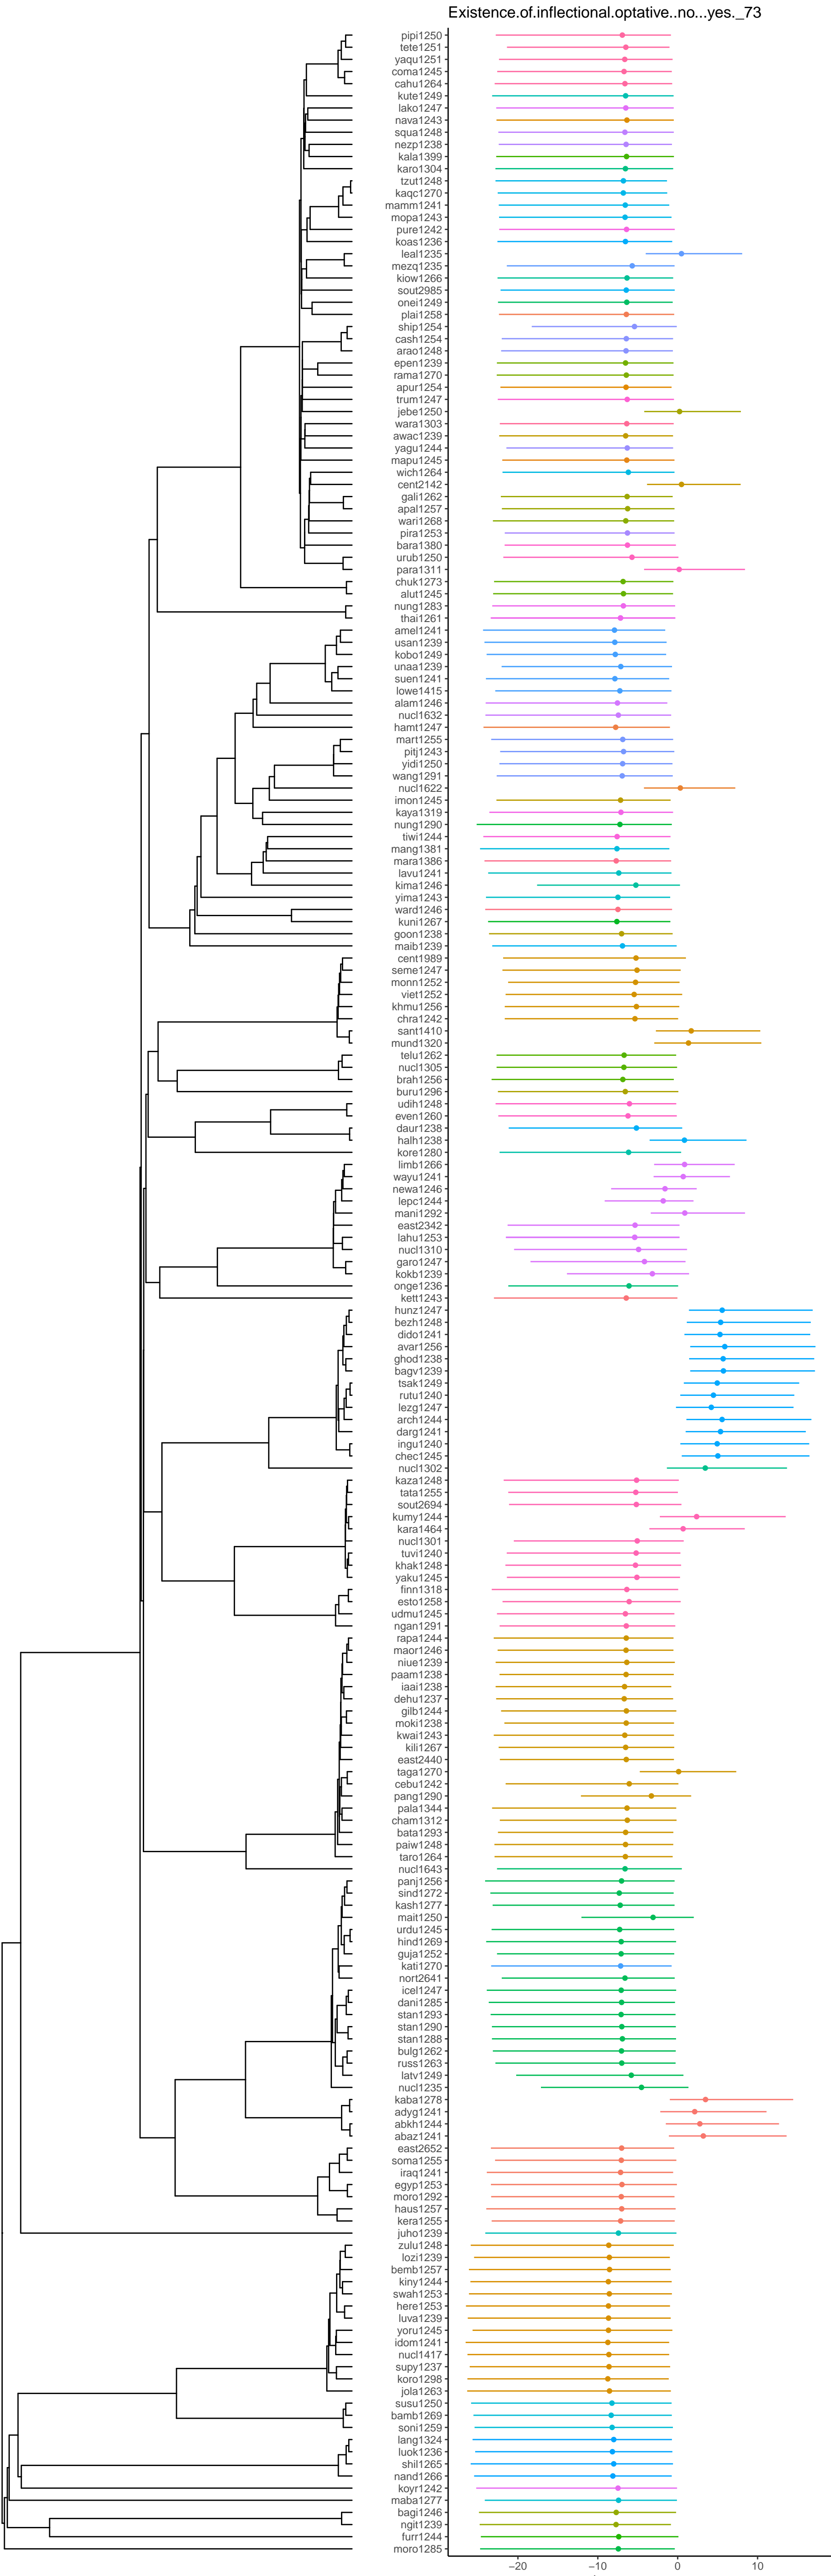 Existence.of.inflectional.optative..no...yes._73
pipi1250
tete1251
yaqu1251
coma1245
cahu1264
kute1249
lako1247
nava1243
squa1248
nezp1238
kala1399
karo1304
tzut1248
kaqc1270
mamm1241
mopa1243
pure1242
koas1236
leal1235
mezq1235
kiow1266
sout2985
onei1249
plai1258
ship1254
cash1254
arao1248
epen1239
rama1270
apur1254
trum1247
jebe1250
wara1303
awac1239
yagu1244
mapu1245
wich1264
cent2142
gali1262
apal1257
wari1268
pira1253
bara1380
urub1250
para1311
chuk1273
alut1245
nung1283
thai1261
amel1241
usan1239
kobo1249
unaa1239
suen1241
lowe1415
alam1246
nucl1632
hamt1247
mart1255
pitj1243
yidi1250
wang1291
nucl1622
imon1245
kaya1319
nung1290
tiwi1244
mang1381
mara1386
lavu1241
kima1246
yima1243
ward1246
kuni1267
goon1238
maib1239
cent1989
seme1247
monn1252
viet1252
khmu1256
chra1242
sant1410
mund1320
telu1262
nucl1305
brah1256
buru1296
udih1248
even1260
daur1238
halh1238
kore1280
limb1266
wayu1241
newa1246
lepc1244
mani1292
east2342
lahu1253
nucl1310
garo1247
kokb1239
onge1236
kett1243
hunz1247
bezh1248
dido1241
avar1256
ghod1238
bagv1239
tsak1249
rutu1240
lezg1247
arch1244
darg1241
ingu1240
chec1245
nucl1302
kaza1248
tata1255
sout2694
kumy1244
kara1464
nucl1301
tuvi1240
khak1248
yaku1245
finn1318
esto1258
udmu1245
ngan1291
rapa1244
maor1246
niue1239
paam1238
iaai1238
dehu1237
gilb1244
moki1238
kwai1243
kili1267
east2440
taga1270
cebu1242
pang1290
pala1344
cham1312
bata1293
paiw1248
taro1264
nucl1643
panj1256
sind1272
kash1277
mait1250
urdu1245
hind1269
guja1252
kati1270
nort2641
icel1247
dani1285
stan1293
stan1290
stan1288
bulg1262
russ1263
latv1249
nucl1235
kaba1278
adyg1241
abkh1244
abaz1241
east2652
soma1255
iraq1241
egyp1253
moro1292
haus1257
kera1255
juho1239
zulu1248
lozi1239
bemb1257
kiny1244
swah1253
here1253
luva1239
yoru1245
idom1241
nucl1417
supy1237
koro1298
jola1263
susu1250
bamb1269
soni1259
lang1324
luok1236
shil1265
nand1266
koyr1242
maba1277
bagi1246
ngit1239
furr1244
moro1285
−20 −10 0 10